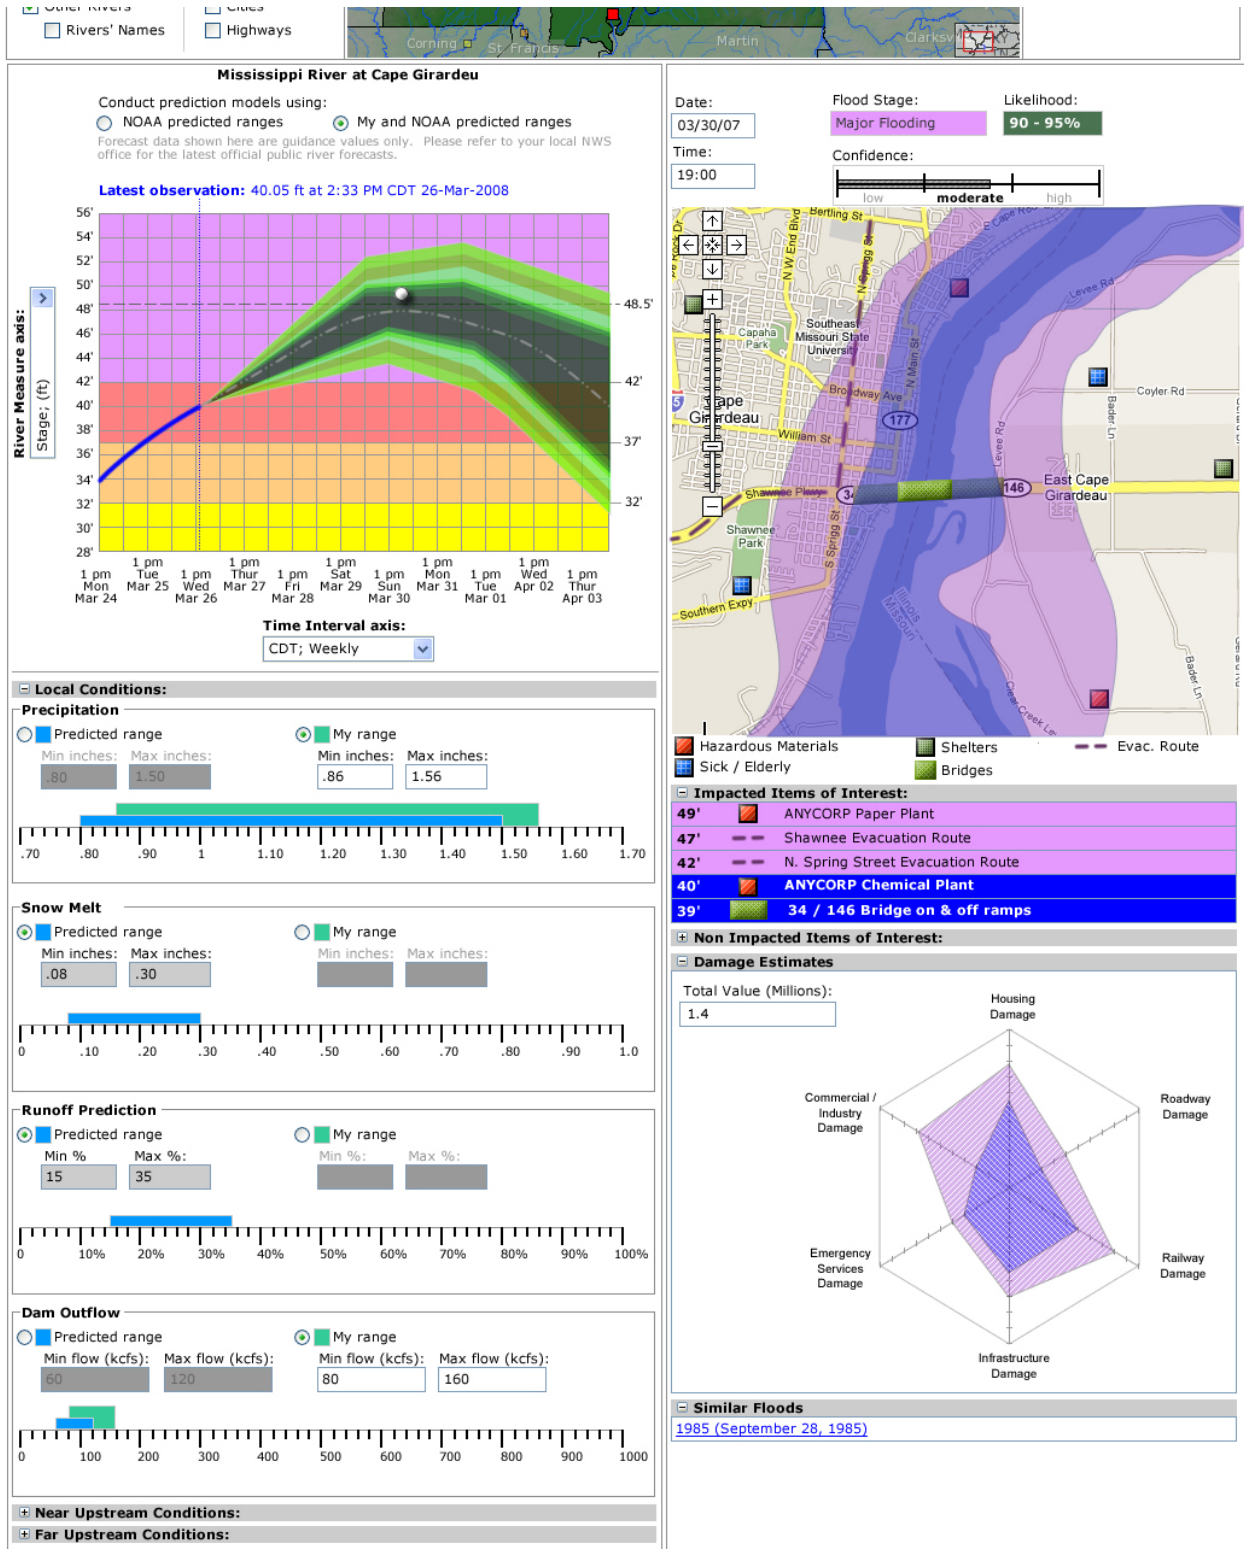 Other Rivers
Cities
Rivers' Names
Highways
Corning
St. Francis
Martin
Clarksv
KY
TN
Mississippi River at Cape Girardeu
Conduct prediction models using:
NOAA predicted ranges
My and NOAA predicted ranges
Forecast data shown here are guidance values only. Please refer to your local NWS
office for the latest official public river forecasts.
Latest observation: 40.05 ft at 2:33 PM CDT 26-Mar-2008
River Measure axis:
Stage; (ft)
56'
54'
52'
50'
48'
46'
44'
42'
40'
38'
36'
34'
32'
30'
28'
48.5'
42'
37'
32'
1 pm Mon Mar 24
1 pm Tue Mar 25
1 pm Wed Mar 26
1 pm Thur Mar 27
1 pm Fri Mar 28
1 pm Sat Mar 29
1 pm Sun Mar 30
1 pm Mon Mar 31
1 pm Tue Mar 01
1 pm Wed Apr 02
1 pm Thur Apr 03
Time Interval axis:
CDT; Weekly
Local Conditions:
Precipitation
Predicted range
My range
Min inches: Max inches:
Min inches: Max inches:
.80 1.50
.86 1.56
.70 .80 .90 1 1.10 1.20 1.30 1.40 1.50 1.60 1.70
Snow Melt
Predicted range
My range
Min inches: Max inches:
Min inches: Max inches:
.08 .30
0 .10 .20 .30 .40 .50 .60 .70 .80 .90 1.0
Runoff Prediction
Predicted range
My range
Min % Max %:
Min %: Max %:
15 35
0 10% 20% 30% 40% 50% 60% 70% 80% 90% 100%
Dam Outflow
Predicted range
My range
Min flow (kcfs): Max flow (kcfs):
Min flow (kcfs): Max flow (kcfs):
60 120
80 160
0 100 200 300 400 500 600 700 800 900 1000
Near Upstream Conditions:
Far Upstream Conditions:
Date:
03/30/07
Time:
19:00
Flood Stage:
Major Flooding
Likelihood:
90 - 95%
Confidence:
low moderate high
Bertling St
E Cape Roc
Rock Dr
N W End Blvd
N Sprigg St
Levee Rd
Southeast
Missouri State
University
Capaha
Park
N Main St
Broadway Ave
Cape
Girardeau
William St
177
Coyler Rd
Bader Ln
Levee Rd
Shawnee Pkwy
34
146
East Cape
Girardeau
Shawnee
Park
S Sprigg St
Southern Expy
Illinois
Missouri
Bader Ln
Clear Creek Le
Hazardous Materials
Shelters
Evac. Route
Sick / Elderly
Bridges
Impacted Items of Interest:
49' ANYCORP Paper Plant
47' Shawnee Evacuation Route
42' N. Spring Street Evacuation Route
40' ANYCORP Chemical Plant
39' 34 / 146 Bridge on & off ramps
Non Impacted Items of Interest:
Damage Estimates
Total Value (Millions):
1.4
Housing
Damage
Commercial /
Industry
Damage
Roadway
Damage
Emergency
Services
Damage
Railway
Damage
Infrastructure
Damage
Similar Floods
1985 (September 28, 1985)